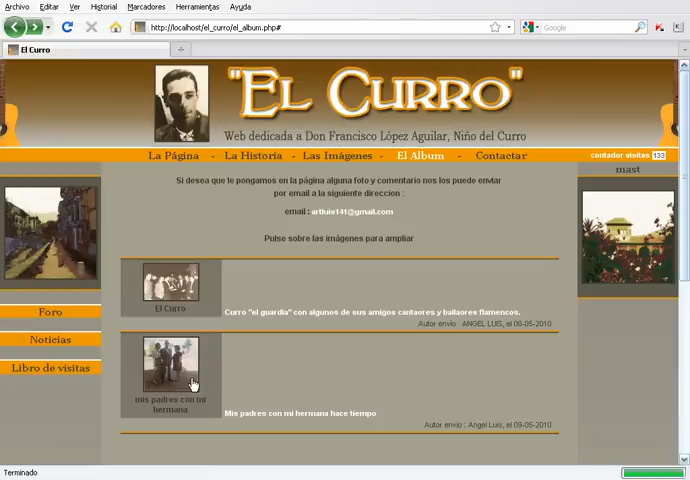 Archivo Editar Ver Historial Marcadores Herramientas Ayuda
http://localhost/el_curro/el_album.php#
Google
El Curro
"El Curro"
Web dedicada a Don Francisco López Aguilar, Niño del Curro
La Página - La Historia - Las Imágenes - El Album - Contactar
contador visitas 133
Si desea que le pongamos en la página alguna foto y comentario nos los puede enviar
por email a la siguiente direccion :
email : artluis141@gmail.com
Pulse sobre las imágenes para ampliar
mast
Foro
Noticias
Libro de visitas
El Curro
Curro "el guardia" con algunos de sus amigos cantaores y bailaores flamencos.
Autor envío : ANGEL LUIS, el 08-05-2010
mis padres con mi
hermana
Mis padres con mi hermana hace tiempo
Autor envío : Angel Luis, el 09-05-2010
Terminado